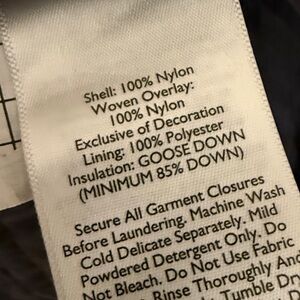 Shell: 100% Nylon
Woven Overlay:
100% Nylon
Exclusive of Decoration
Lining: 100% Polyester
Insulation: GOOSE DOWN
(MINIMUM 85% DOWN)
Secure All Garment Closures
Before Laundering. Machine Wash
Cold Delicate Separately. Mild
Powdered Detergent Only. Do
Not Bleach. Do Not Use Fabric
Rinse Thoroughly And
Tumble Dry